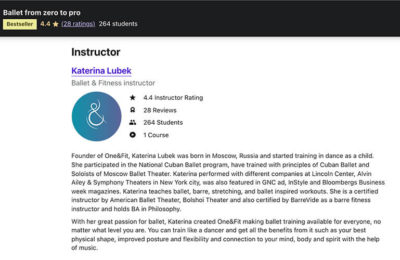 Ballet from zero to pro
Bestseller 4.4 ★ (28 ratings) 264 students
Instructor
Katerina Lubek
Ballet & Fitness instructor
&
4.4 Instructor Rating
28 Reviews
264 Students
1 Course
Founder of One&Fit, Katerina Lubek was born in Moscow, Russia and started training in dance as a child.
She participated in the National Cuban Ballet program, have trained with principles of Cuban Ballet and
Soloists of Moscow Ballet Theater. Katerina performed with different companies at Lincoln Center, Alvin
Ailey & Symphony Theaters in New York city, was also featured in GNC ad, InStyle and Bloombergs Business
week magazines. Katerina teaches ballet, barre, stretching, and ballet inspired workouts. She is a certified
instructor by American Ballet Theater, Bolshoi Theater and also certified by BarreVide as a barre fitness
instructor and holds BA in Philosophy.
With her great passion for ballet, Katerina created One&Fit making ballet training available for everyone, no
matter what level you are. You can train like a dancer and get all the benefits from it such as your best
physical shape, improved posture and flexibility and connection to your mind, body and spirit with the help
of music.